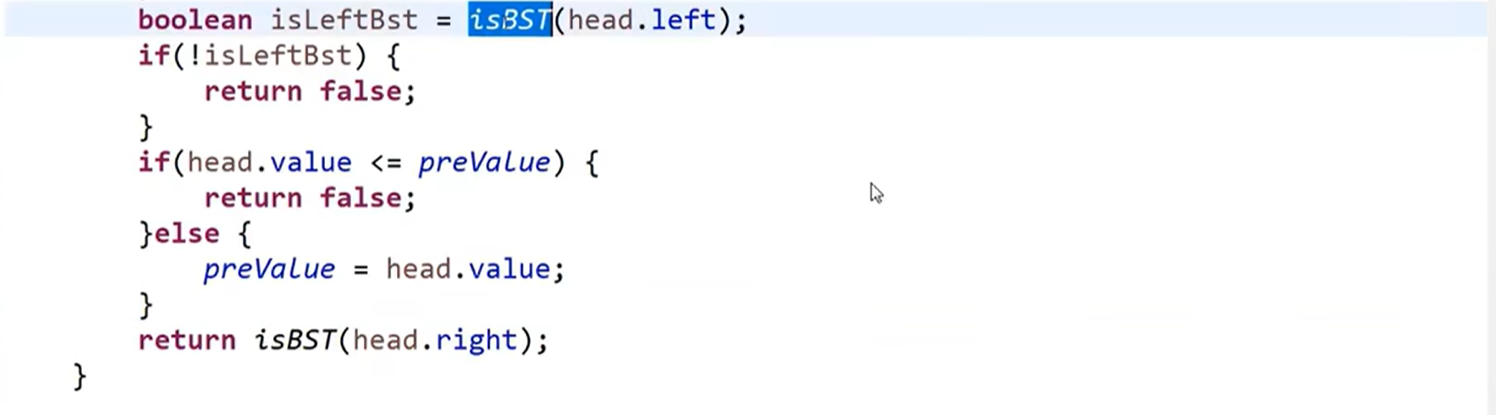 boolean isLeftBst = isBST(head.left);
if(!isLeftBst) {
return false;
}
if(head.value <= preValue) {
return false;
}else {
preValue = head.value;
}
return isBST(head.right);
}